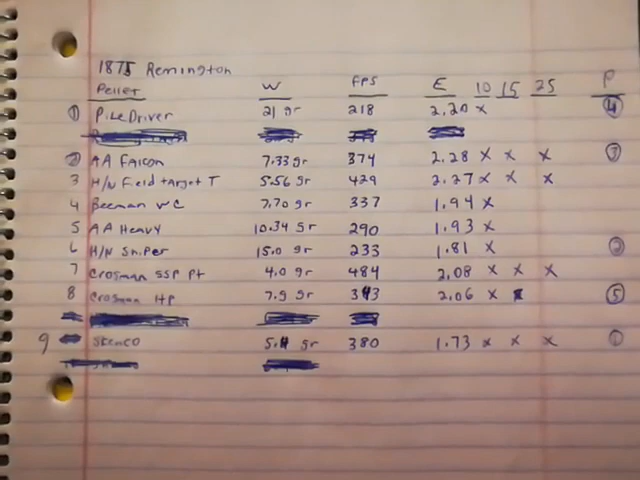 1875 Remington
Pellet W FPS E 10 15 25 P
① PileDriver 21 gr 218 2.20 x ④
② AA Falcon 7.33 gr 374 2.28 x x x ③
3 H/N Field target T 5.56 gr 429 2.27 x x x
4 Beeman WC 7.70 gr 337 1.94 x
5 AA Heavy 10.34 gr 290 1.93 x
6 H/N Sniper 15.0 gr 233 1.81 x ②
7 Crosman SSP Pt 4.0 gr 484 2.08 x x x
8 Crosman HP 7.9 gr 343 2.06 x ⑤
9 Skenco 5.4 gr 380 1.73 x x x ①